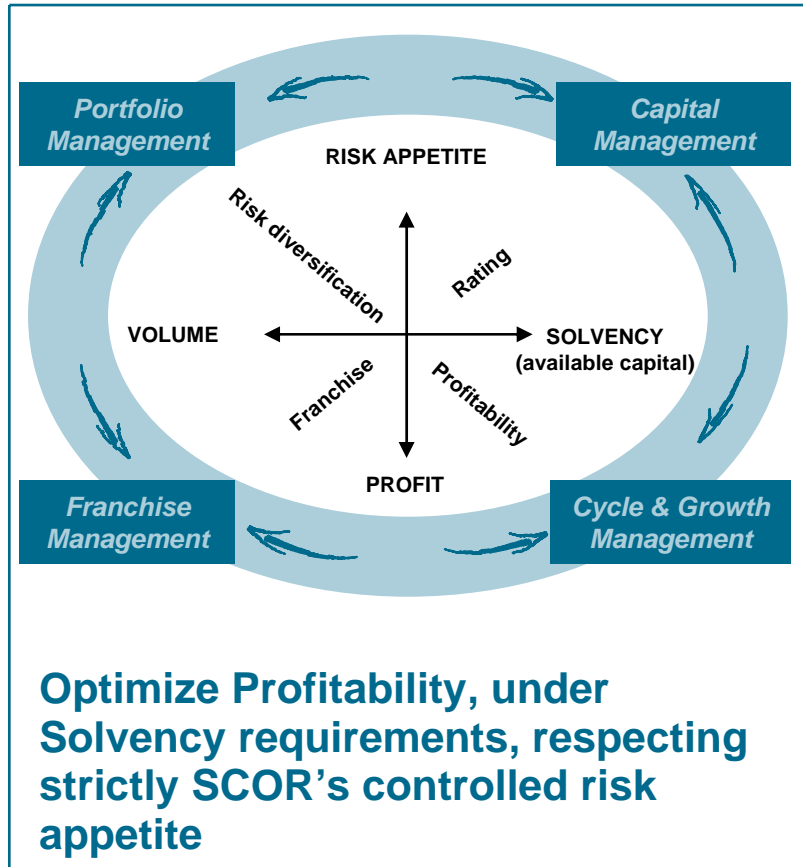 Portfolio
Management
Capital
Management
RISK APPETITE
Risk diversification
Rating
VOLUME
SOLVENCY
(available capital)
Franchise
Profitability
PROFIT
Franchise
Management
Cycle & Growth
Management
Optimize Profitability, under
Solvency requirements, respecting
strictly SCOR’s controlled risk
appetite